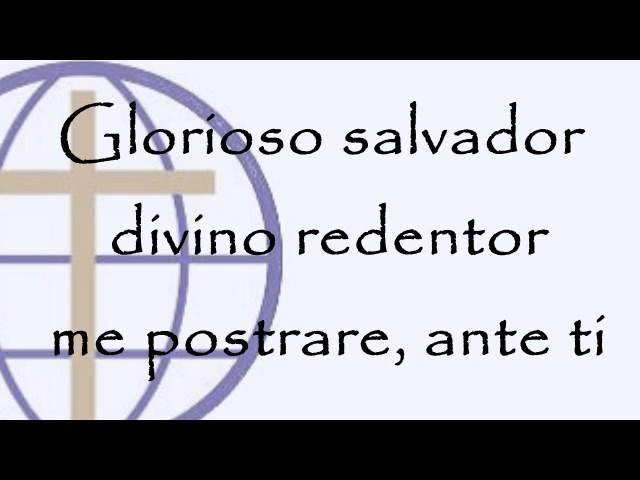 Glorioso salvador
divino redentor
me postrare, ante ti